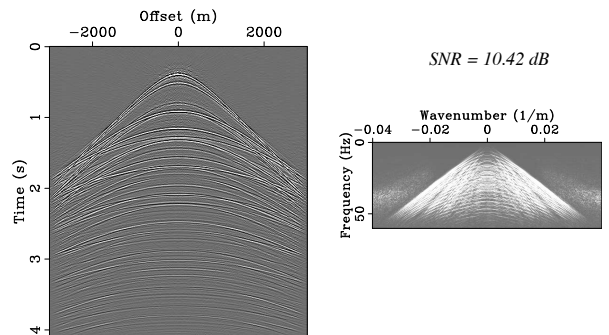 Offset (m)
−2000 0 2000
0
1
2
3
4
Time (s)
SNR = 10.42 dB
Wavenumber (1/m)
−0.04 −0.02 0 0.02
0
50
Frequency (Hz)